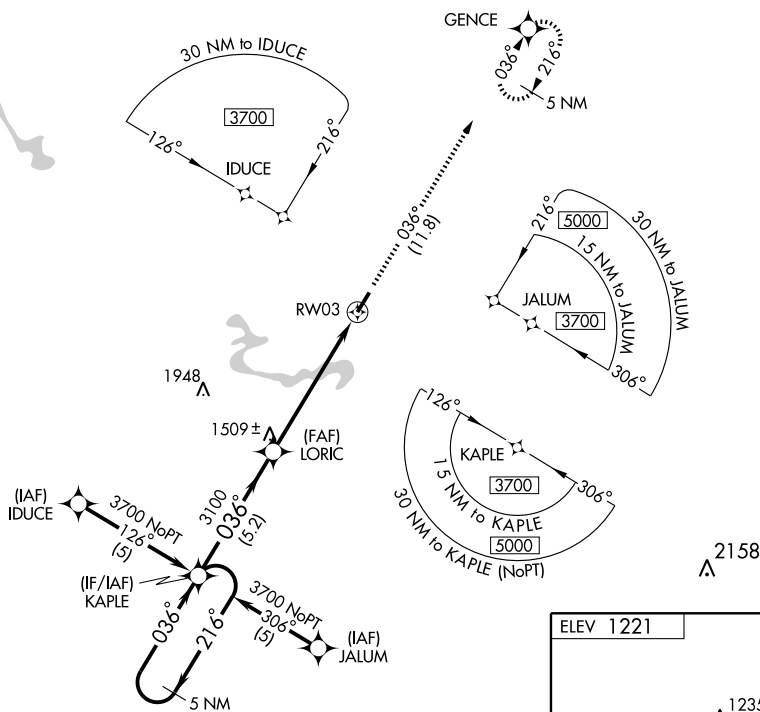 GENCE
036°
216°
5 NM
30 NM to IDUCE
3700
126°
216°
IDUCE
036°
(11.8)
216°
5000
30 NM to JALUM
15 NM to JALUM
JALUM
3700
306°
RW03
1948
1509 ±
(FAF)
LORIC
126°
KAPLE
306°
3700
15 NM to KAPLE
5000
30 NM to KAPLE (NoPT)
(IAF)
IDUCE
3700 NoPT
126°
(5)
3100
036°
(5.2)
2158
(IF/IAF)
KAPLE
3700 NoPT
306°
(5)
(IAF)
JALUM
036°
216°
5 NM
ELEV 1221
1235